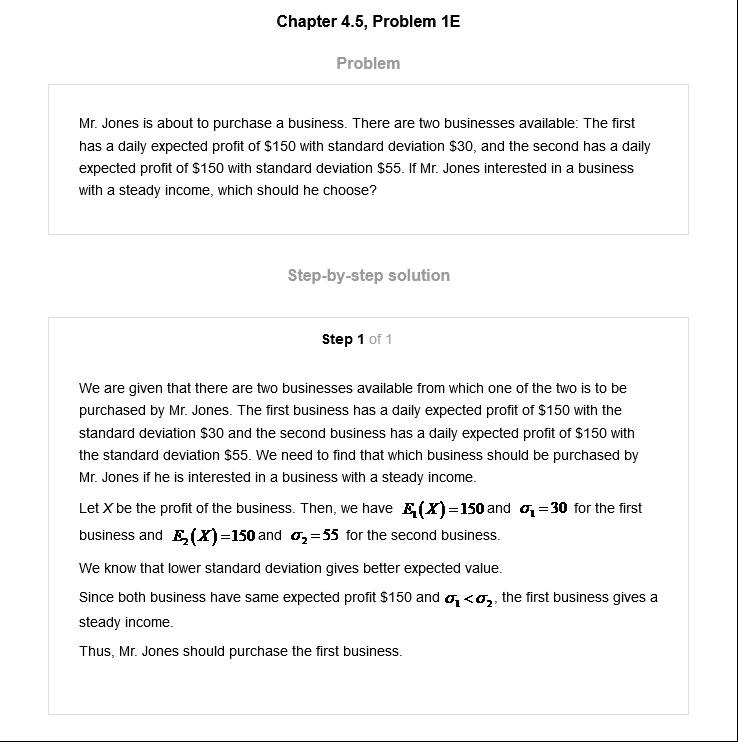 Chapter 4.5, Problem 1E
Problem
Mr. Jones is about to purchase a business. There are two businesses available: The first
has a daily expected profit of $150 with standard deviation $30, and the second has a daily
expected profit of $150 with standard deviation $55. If Mr. Jones interested in a business
with a steady income, which should he choose?
Step-by-step solution
Step 1 of 1
We are given that there are two businesses available from which one of the two is to be
purchased by Mr. Jones. The first business has a daily expected profit of $150 with the
standard deviation $30 and the second business has a daily expected profit of $150 with
the standard deviation $55. We need to find that which business should be purchased by
Mr. Jones if he is interested in a business with a steady income.
Let X be the profit of the business. Then, we have E₁(X)=150 and σ₁=30 for the first
business and E₂(X)=150 and σ₂=55 for the second business.
We know that lower standard deviation gives better expected value.
Since both business have same expected profit $150 and σ₁<σ₂, the first business gives a
steady income.
Thus, Mr. Jones should purchase the first business.